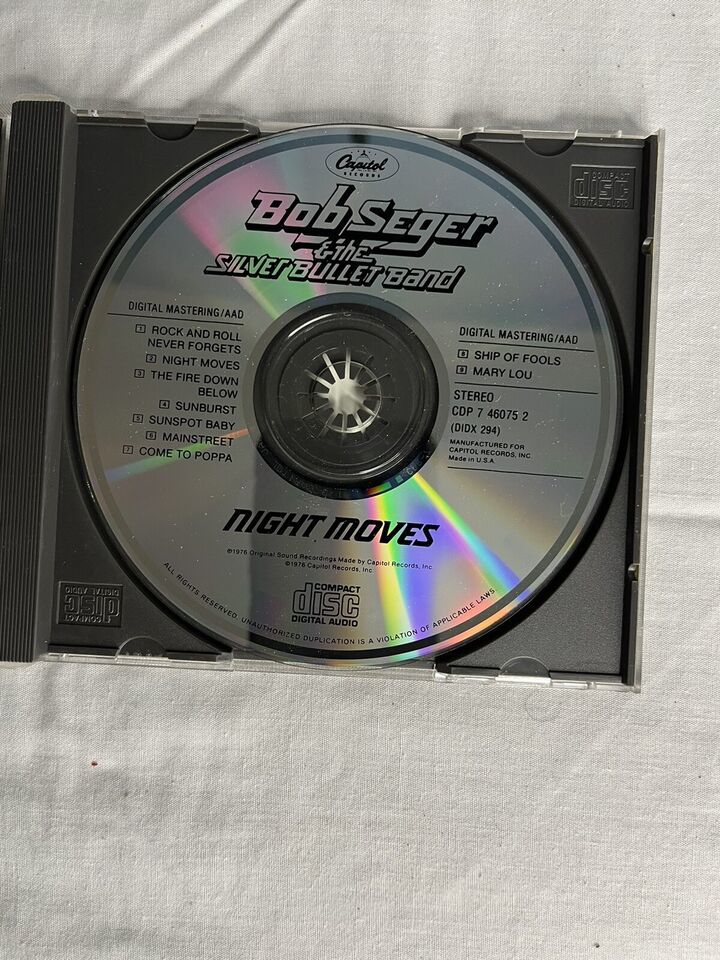 Capitol
RECORDS
Bob Seger
& the
Silver Bullet Band
DIGITAL MASTERING/AAD
1 ROCK AND ROLL
NEVER FORGETS
2 NIGHT MOVES
3 THE FIRE DOWN
BELOW
4 SUNBURST
5 SUNSPOT BABY
6 MAINSTREET
7 COME TO POPPA
DIGITAL MASTERING/AAD
8 SHIP OF FOOLS
9 MARY LOU
STEREO
CDP 7 46075 2
(DIDX 294)
MANUFACTURED FOR
CAPITOL RECORDS, INC.
Made in U.S.A.
NIGHT MOVES
℗1976 Original Sound Recordings Made by Capitol Records, Inc.
©1976 Capitol Records, Inc.
COMPACT
disc
DIGITAL AUDIO
ALL RIGHTS RESERVED. UNAUTHORIZED DUPLICATION IS A VIOLATION OF APPLICABLE LAWS.
COMPACT
disc
DIGITAL AUDIO
COMPACT
disc
DIGITAL AUDIO